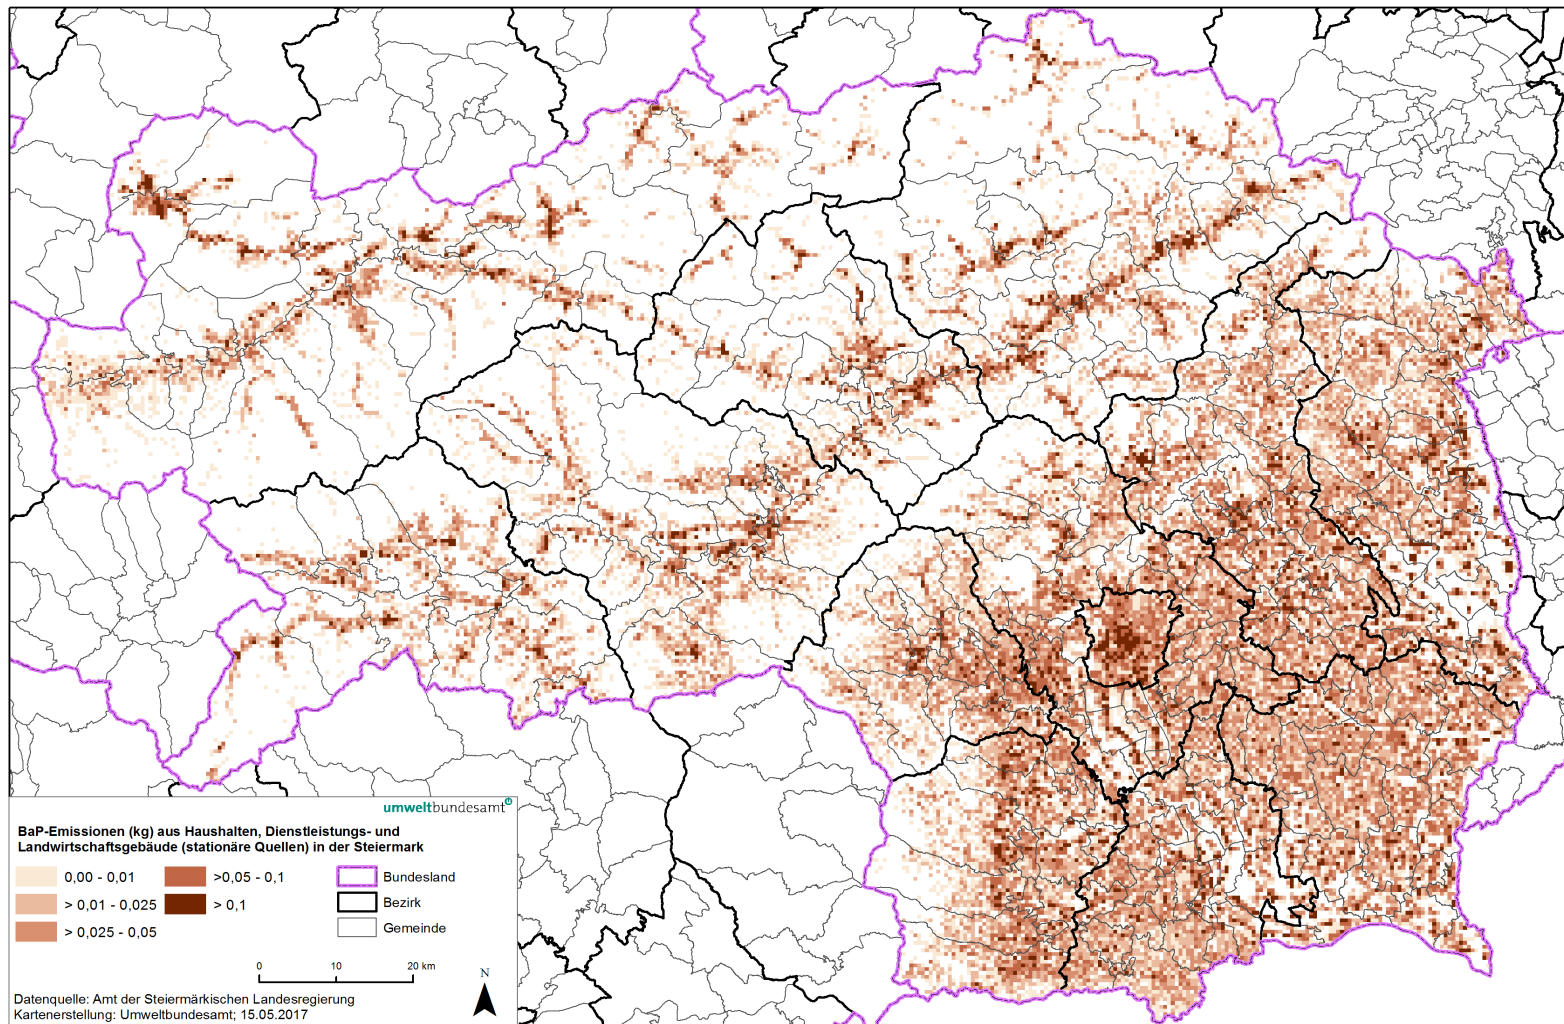 umweltbundesamt
BaP-Emissionen (kg) aus Haushalten, Dienstleistungs- und
Landwirtschaftsgebäude (stationäre Quellen) in der Steiermark
0,00 - 0,01
>0,05 - 0,1
Bundesland
> 0,01 - 0,025
> 0,1
Bezirk
> 0,025 - 0,05
Gemeinde
0 10 20 km
N
Datenquelle: Amt der Steiermärkischen Landesregierung
Kartenerstellung: Umweltbundesamt; 15.05.2017